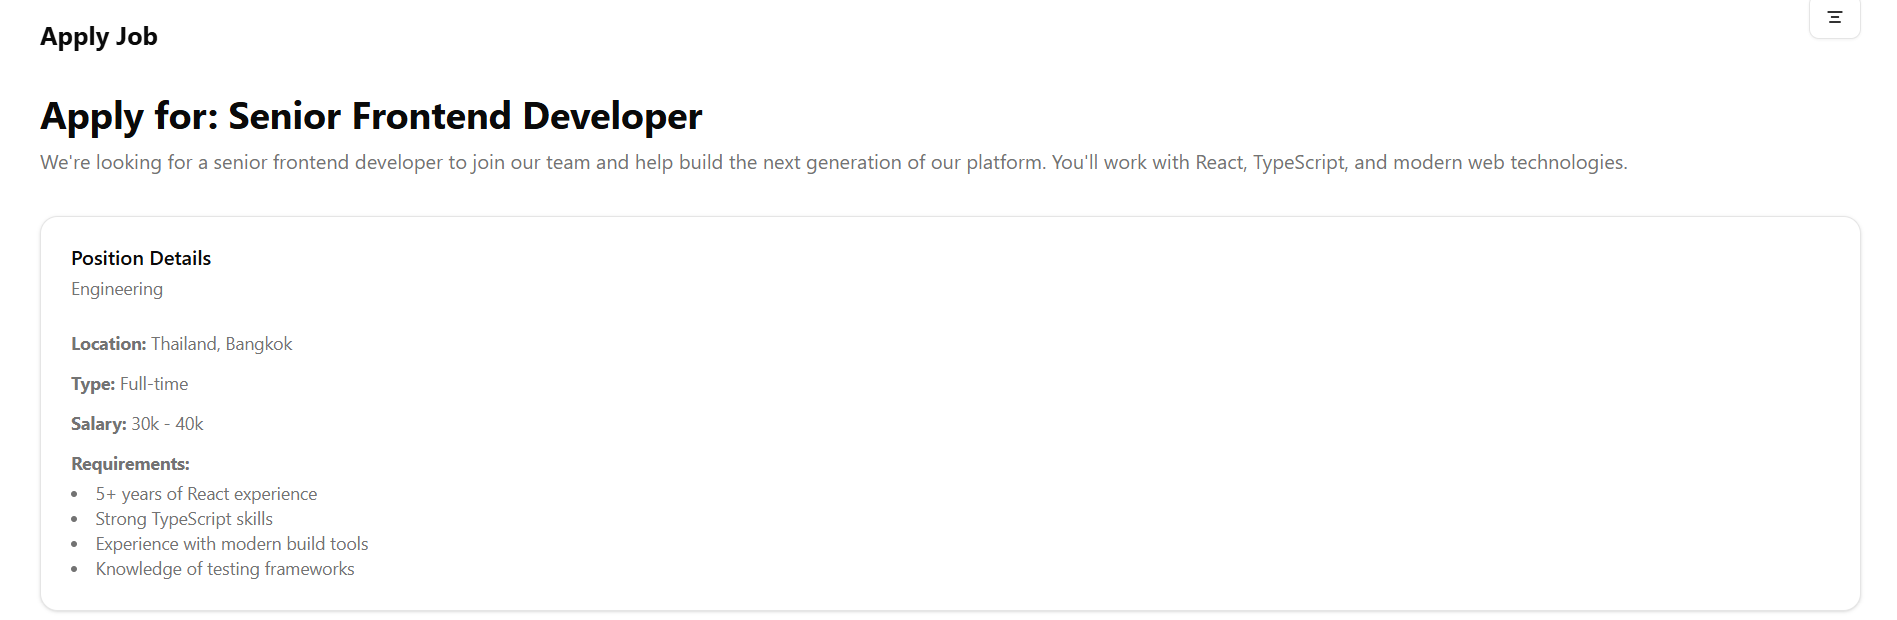 Apply Job
Apply for: Senior Frontend Developer
We're looking for a senior frontend developer to join our team and help build the next generation of our platform. You'll work with React, TypeScript, and modern web technologies.
Position Details
Engineering
Location: Thailand, Bangkok
Type: Full-time
Salary: 30k - 40k
Requirements:
• 5+ years of React experience
• Strong TypeScript skills
• Experience with modern build tools
• Knowledge of testing frameworks